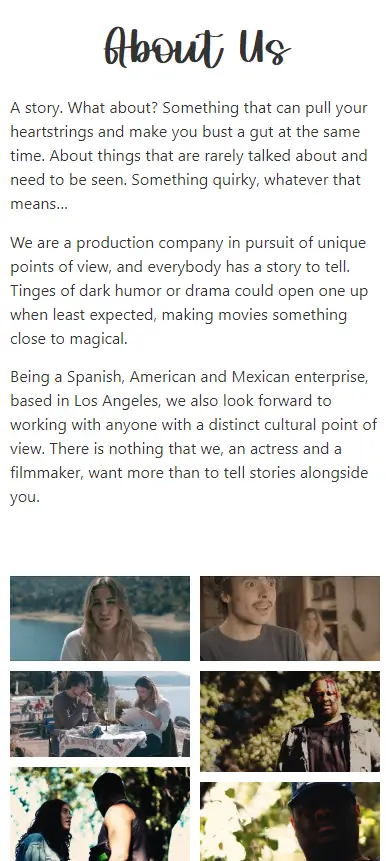 About Us
A story. What about? Something that can pull your
heartstrings and make you bust a gut at the same
time. About things that are rarely talked about and
need to be seen. Something quirky, whatever that
means...
We are a production company in pursuit of unique
points of view, and everybody has a story to tell.
Tinges of dark humor or drama could open one up
when least expected, making movies something
close to magical.
Being a Spanish, American and Mexican enterprise,
based in Los Angeles, we also look forward to
working with anyone with a distinct cultural point of
view. There is nothing that we, an actress and a
filmmaker, want more than to tell stories alongside
you.